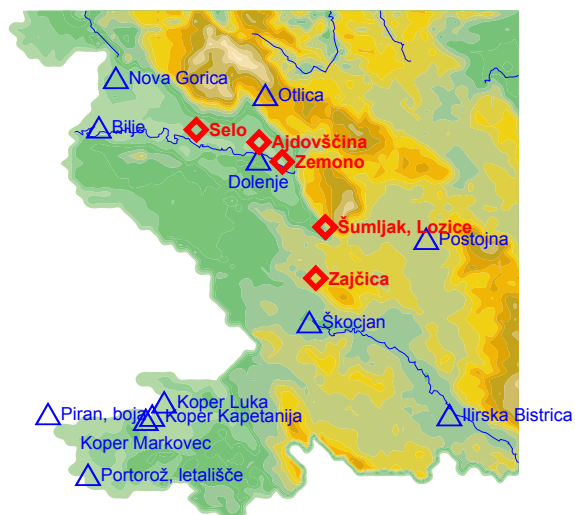 Nova Gorica
Otlica
Bilje
Selo
Ajdovščina
Zemono
Dolenje
Šumljak, Lozice
Postojna
Zajčica
Škocjan
Koper Luka
Piran, boja
Koper Kapetanija
Ilirska Bistrica
Koper Markovec
Portorož, letališče